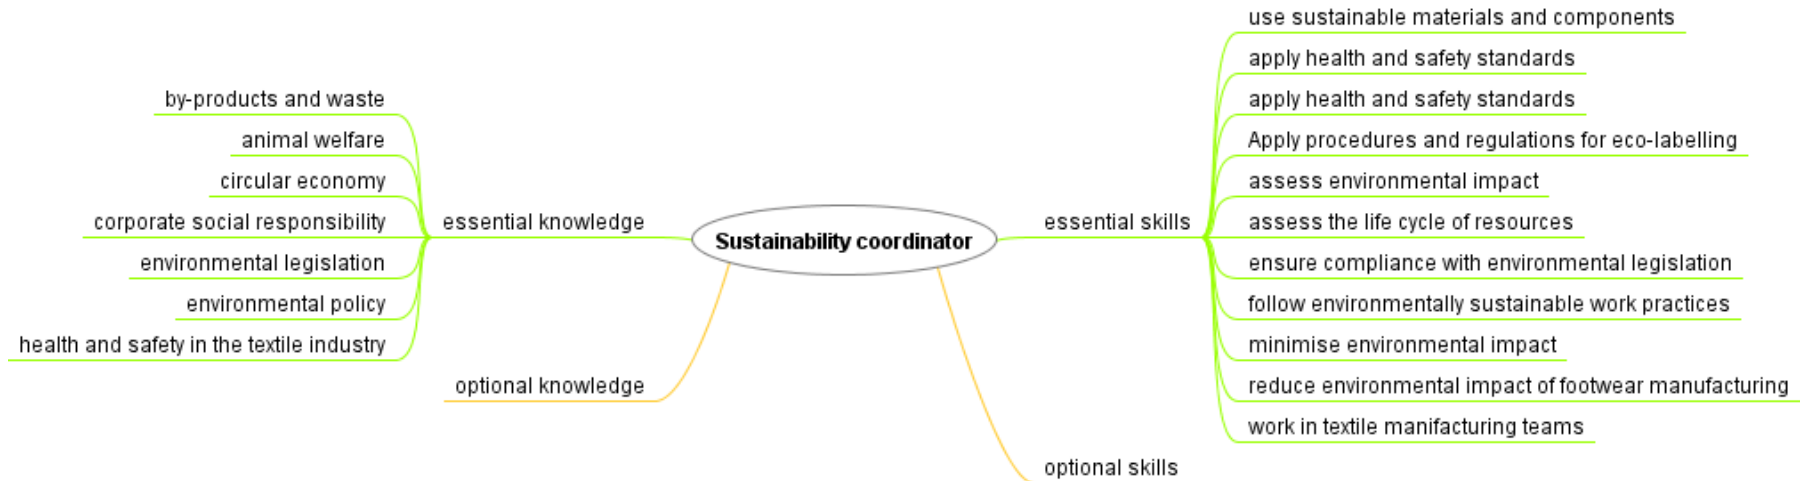 by-products and waste
animal welfare
circular economy
corporate social responsibility
environmental legislation
environmental policy
health and safety in the textile industry
essential knowledge
optional knowledge
Sustainability coordinator
essential skills
use sustainable materials and components
apply health and safety standards
apply health and safety standards
Apply procedures and regulations for eco-labelling
assess environmental impact
assess the life cycle of resources
ensure compliance with environmental legislation
follow environmentally sustainable work practices
minimise environmental impact
reduce environmental impact of footwear manufacturing
work in textile manifacturing teams
optional skills